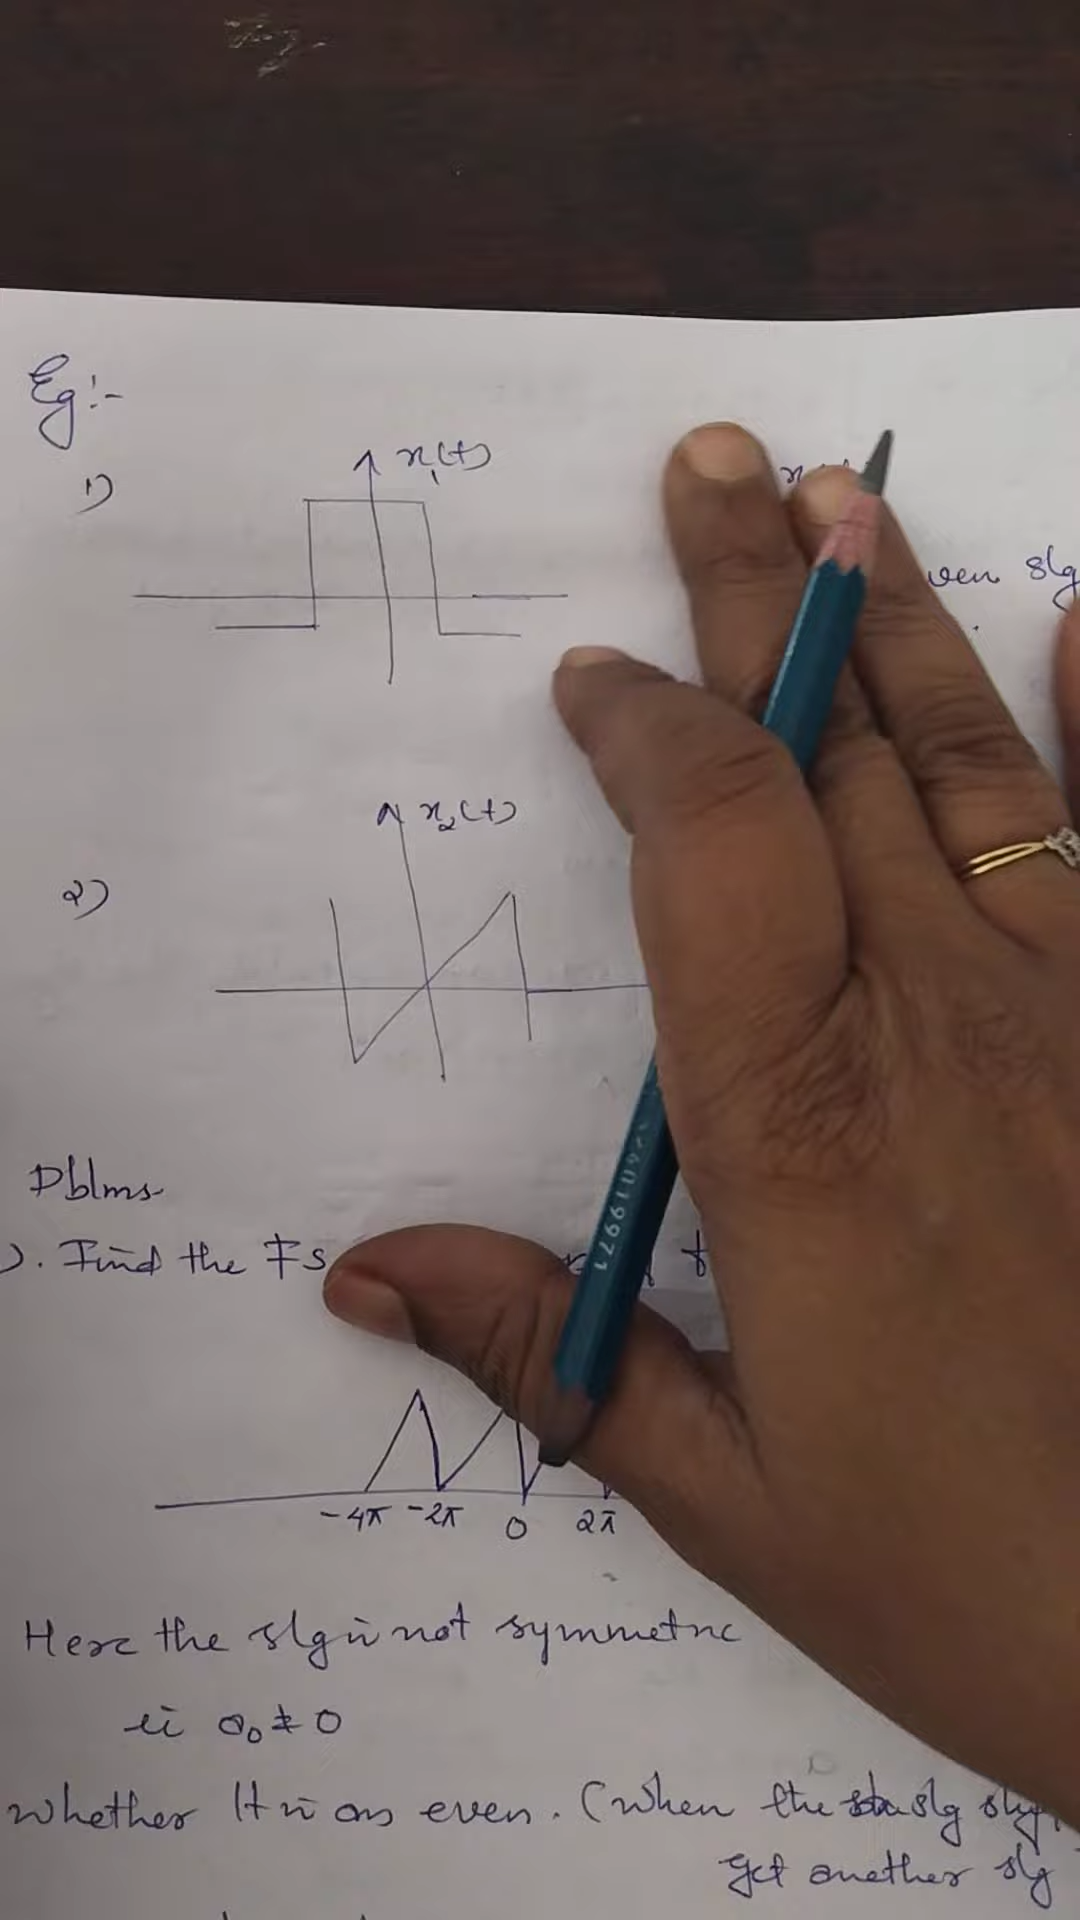 Eg:-
1)
x₁(t)
ven slg
2)
x₂(t)
Pblms
). Find the FS
-4π -2π 0 2π
Here the slg is not symmetric
ie a₀ ≠ 0
whether it is an even. (when the slg
get another slg